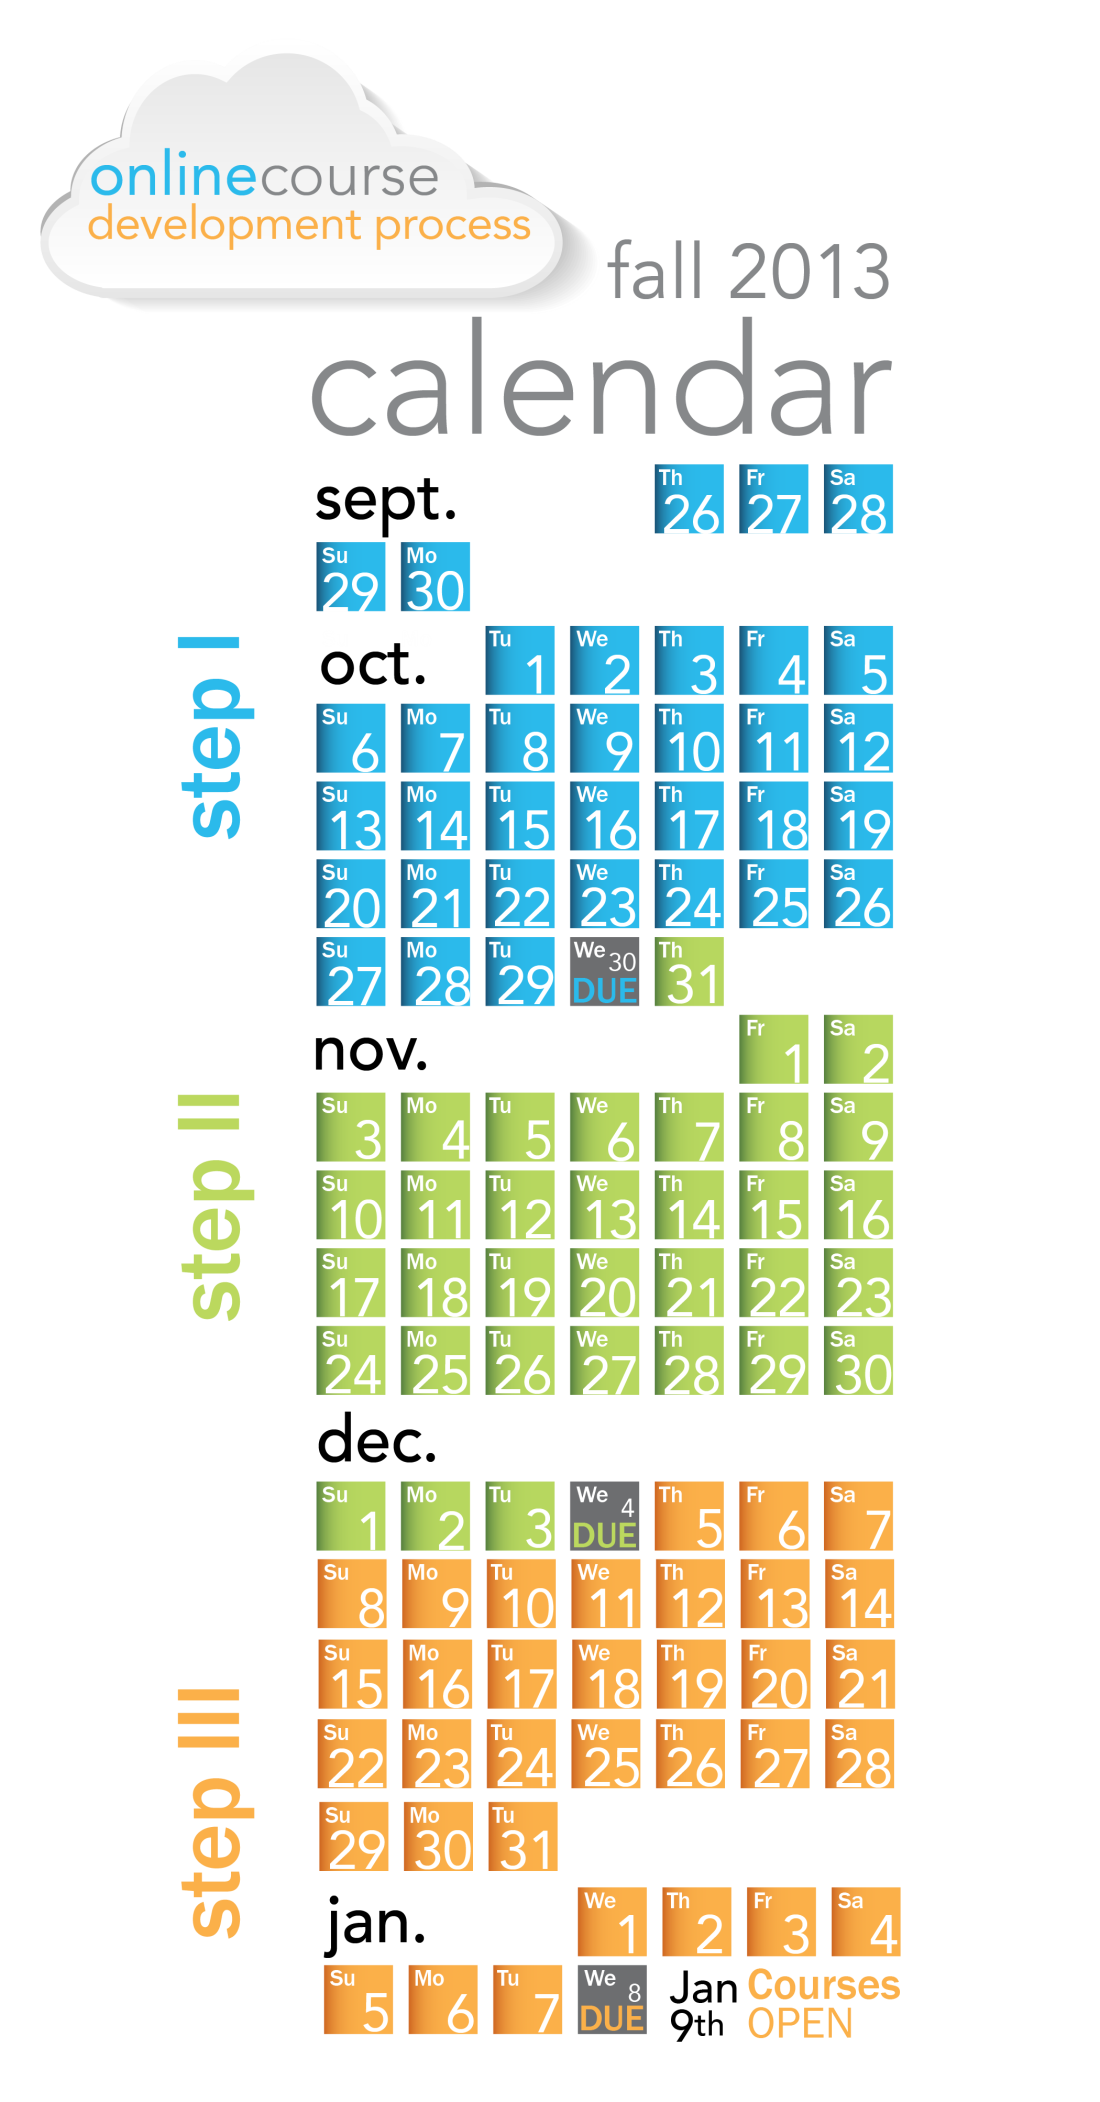 onlinecourse
development process
fall 2013
calendar
sept.
Th 26 Fr 27 Sa 28
Su 29 Mo 30
step I
oct.
Tu 1 We 2 Th 3 Fr 4 Sa 5
Su 6 Mo 7 Tu 8 We 9 Th 10 Fr 11 Sa 12
Su 13 Mo 14 Tu 15 We 16 Th 17 Fr 18 Sa 19
Su 20 Mo 21 Tu 22 We 23 Th 24 Fr 25 Sa 26
Su 27 Mo 28 Tu 29 We 30 DUE Th 31
step II
nov.
Fr 1 Sa 2
Su 3 Mo 4 Tu 5 We 6 Th 7 Fr 8 Sa 9
Su 10 Mo 11 Tu 12 We 13 Th 14 Fr 15 Sa 16
Su 17 Mo 18 Tu 19 We 20 Th 21 Fr 22 Sa 23
Su 24 Mo 25 Tu 26 We 27 Th 28 Fr 29 Sa 30
dec.
Su 1 Mo 2 Tu 3 We 4 DUE Th 5 Fr 6 Sa 7
Su 8 Mo 9 Tu 10 We 11 Th 12 Fr 13 Sa 14
step III
Su 15 Mo 16 Tu 17 We 18 Th 19 Fr 20 Sa 21
Su 22 Mo 23 Tu 24 We 25 Th 26 Fr 27 Sa 28
Su 29 Mo 30 Tu 31
jan.
We 1 Th 2 Fr 3 Sa 4
Su 5 Mo 6 Tu 7 We 8 DUE
Jan 9th
Courses OPEN